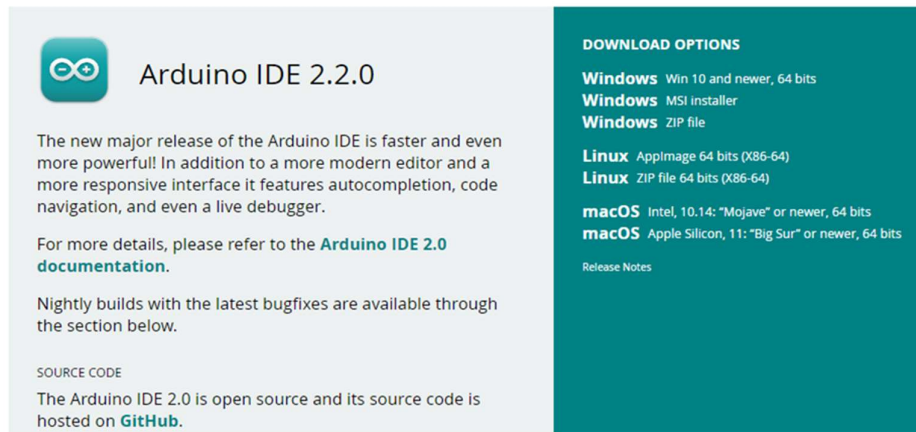 Arduino IDE 2.2.0
The new major release of the Arduino IDE is faster and even
more powerful! In addition to a more modern editor and a
more responsive interface it features autocompletion, code
navigation, and even a live debugger.
For more details, please refer to the Arduino IDE 2.0
documentation.
Nightly builds with the latest bugfixes are available through
the section below.
SOURCE CODE
The Arduino IDE 2.0 is open source and its source code is
hosted on GitHub.
DOWNLOAD OPTIONS
Windows Win 10 and newer, 64 bits
Windows MSI installer
Windows ZIP file
Linux AppImage 64 bits (X86-64)
Linux ZIP file 64 bits (X86-64)
macOS Intel, 10.14: “Mojave” or newer, 64 bits
macOS Apple Silicon, 11: “Big Sur” or newer, 64 bits
Release Notes